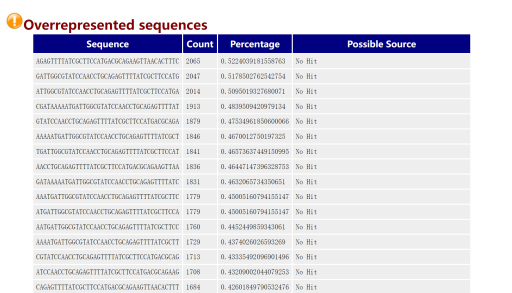 Overrepresented sequences
Sequence Count Percentage Possible Source
AGAGTTTTATCGCTTCCATGACGCAGAAGTTAACACTTTC 2065 0.5224039181558763 No Hit
GATTGGCGTATCCAACCTGCAGAGTTTTATCGCTTCCATG 2047 0.5178502762542754 No Hit
ATTGGCGTATCCAACCTGCAGAGTTTTATCGCTTCCATGA 2014 0.5095019327680071 No Hit
CGATAAAAATGATTGGCGTATCCAACCTGCAGAGTTTTAT 1913 0.4839509420979134 No Hit
GTATCCAACCTGCAGAGTTTTATCGCTTCCATGACGCAGA 1879 0.47534961850600066 No Hit
AAAAATGATTGGCGTATCCAACCTGCAGAGTTTTATCGCT 1846 0.4670012750197325 No Hit
TGATTGGCGTATCCAACCTGCAGAGTTTTATCGCTTCCAT 1841 0.46573637449150995 No Hit
AACCTGCAGAGTTTTATCGCTTCCATGACGCAGAAGTTAA 1836 0.46447147396328753 No Hit
GATAAAAATGATTGGCGTATCCAACCTGCAGAGTTTTATC 1831 0.4632065734350651 No Hit
AAATGATTGGCGTATCCAACCTGCAGAGTTTTATCGCTTC 1779 0.45005160794155147 No Hit
ATGATTGGCGTATCCAACCTGCAGAGTTTTATCGCTTCCA 1779 0.45005160794155147 No Hit
AATGATTGGCGTATCCAACCTGCAGAGTTTTATCGCTTCC 1760 0.4452449859343061 No Hit
AAAATGATTGGCGTATCCAACCTGCAGAGTTTTATCGCTT 1729 0.4374026026593269 No Hit
CGTATCCAACCTGCAGAGTTTTATCGCTTCCATGACGCAG 1713 0.43335492096901496 No Hit
ATCCAACCTGCAGAGTTTTATCGCTTCCATGACGCAGAAG 1708 0.43209002044079253 No Hit
CAGAGTTTTATCGCTTCCATGACGCAGAAGTTAACACTTT 1684 0.42601849790532476 No Hit